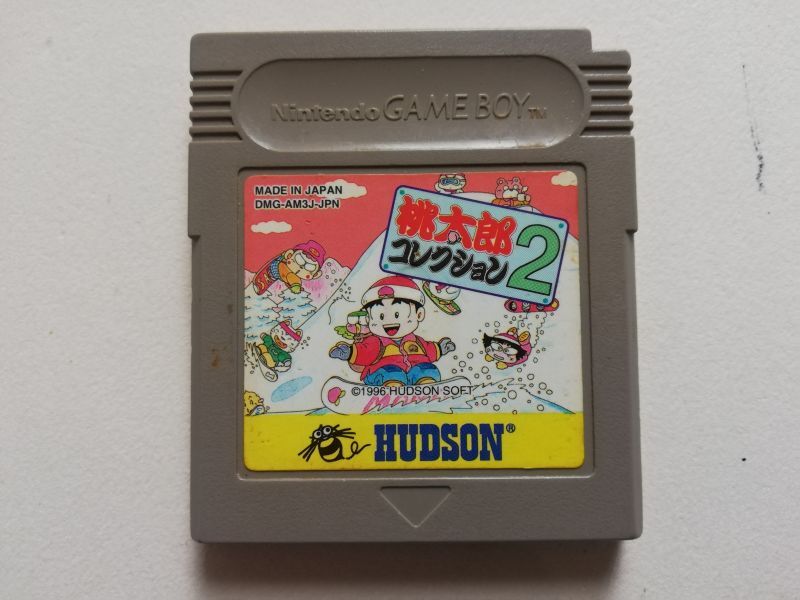 Nintendo GAME BOY™
MADE IN JAPAN
DMG-AM3J-JPN
桃太郎
コレクション2
©1996 HUDSON SOFT
HUDSON®